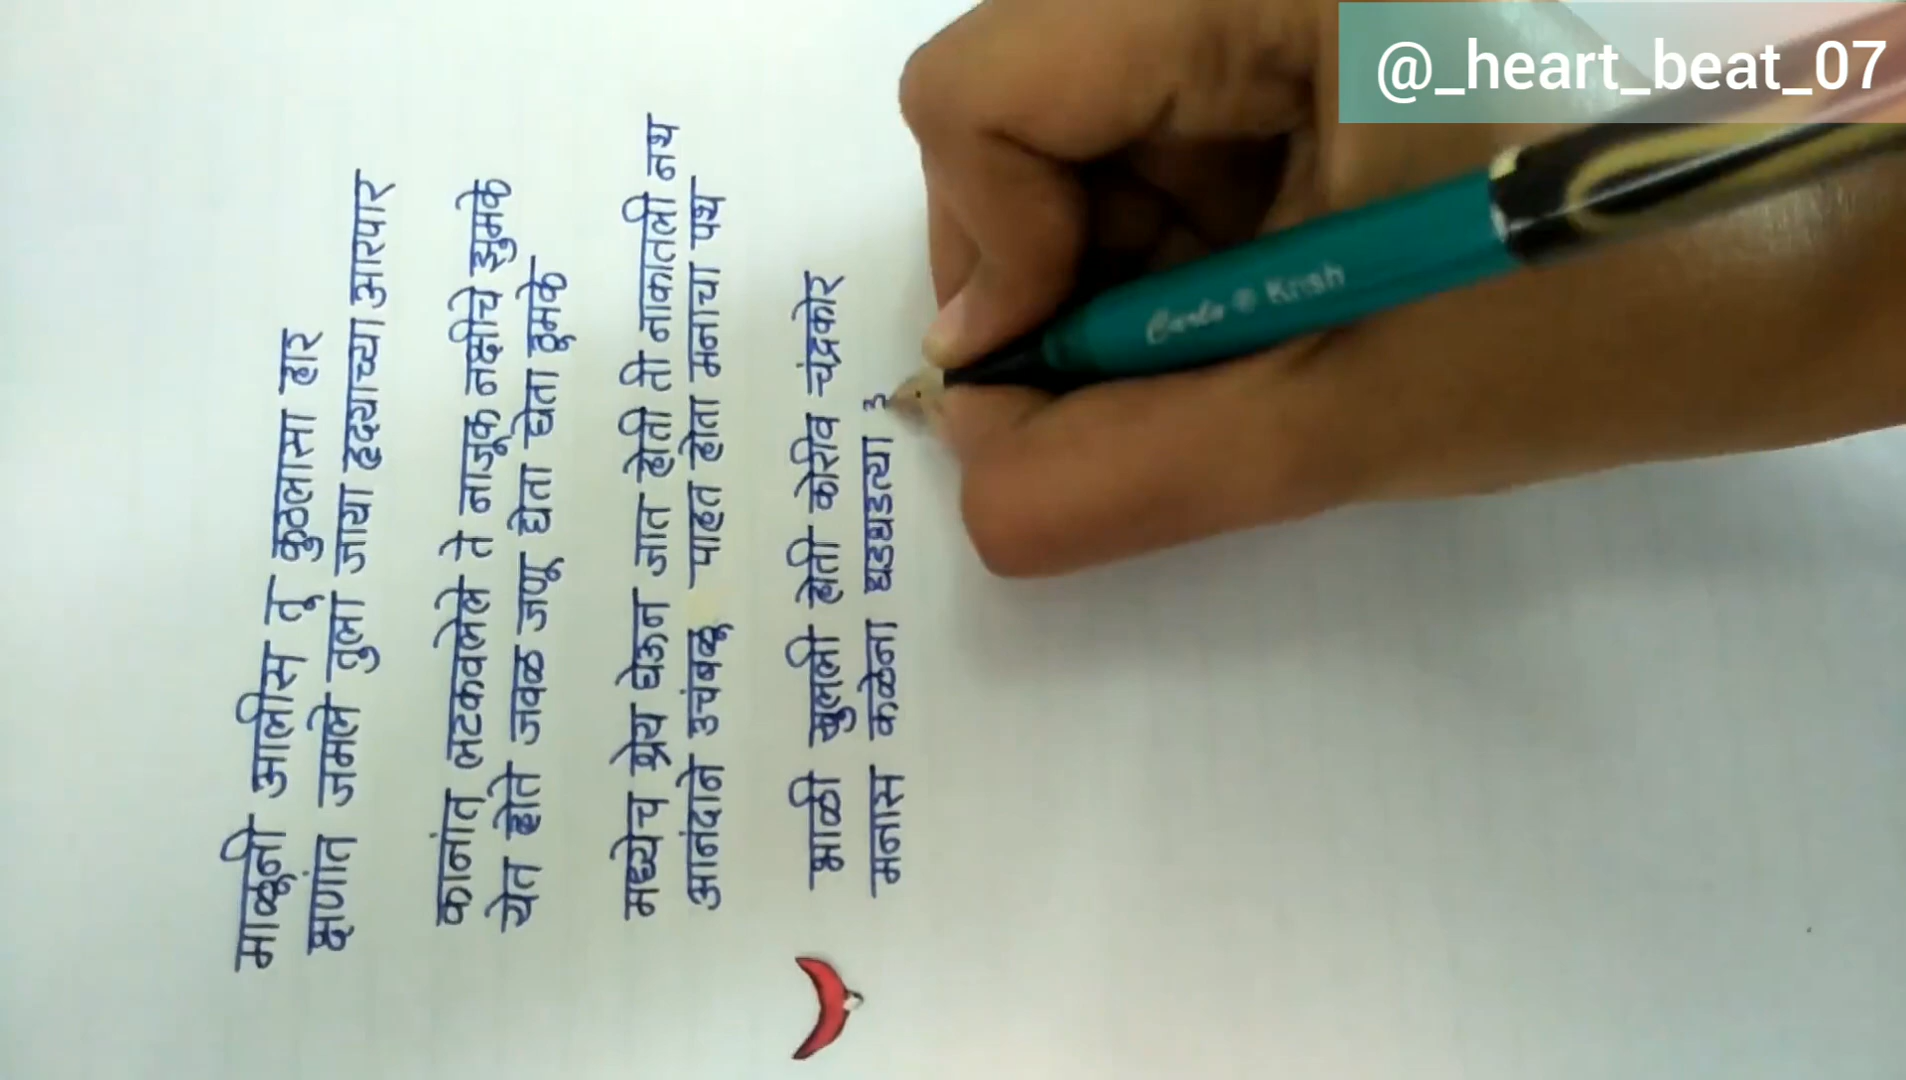 माळूनी आलीस तू कुठलासा हार
क्षणांत जमले तुला जाया हृदयाच्या आरपार
कानांत लटकवलेले ते नाजूक नक्षीचे झुमके
येत होते जवळ जणू घेता घेता ठुमके
मध्येच श्रेय घेऊन जात होती ती नाकातली नथ
आनंदाने उचंबळू पाहत होता मनाचा पथ
भाळी खुलली होती कोरीव चंद्रकोर
मनास कळेना धडधडत्या
@_heart_beat_07